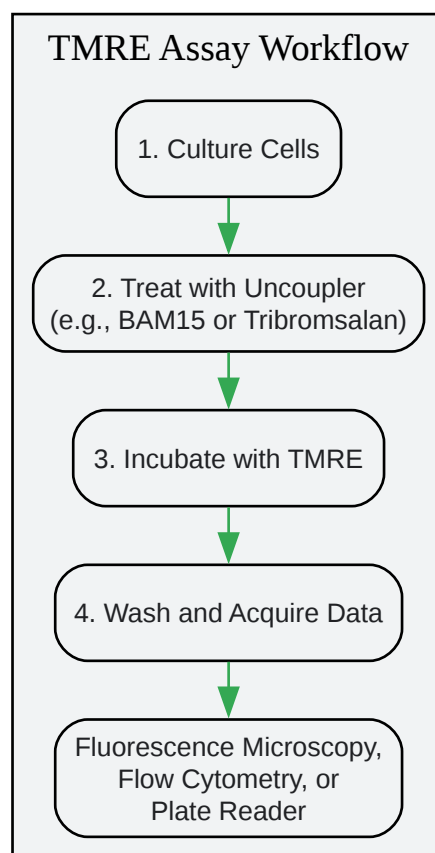 TMRE Assay Workflow
1. Culture Cells
2. Treat with Uncoupler
(e.g., BAM15 or Tribromsalan)
3. Incubate with TMRE
4. Wash and Acquire Data
Fluorescence Microscopy,
Flow Cytometry, or
Plate Reader